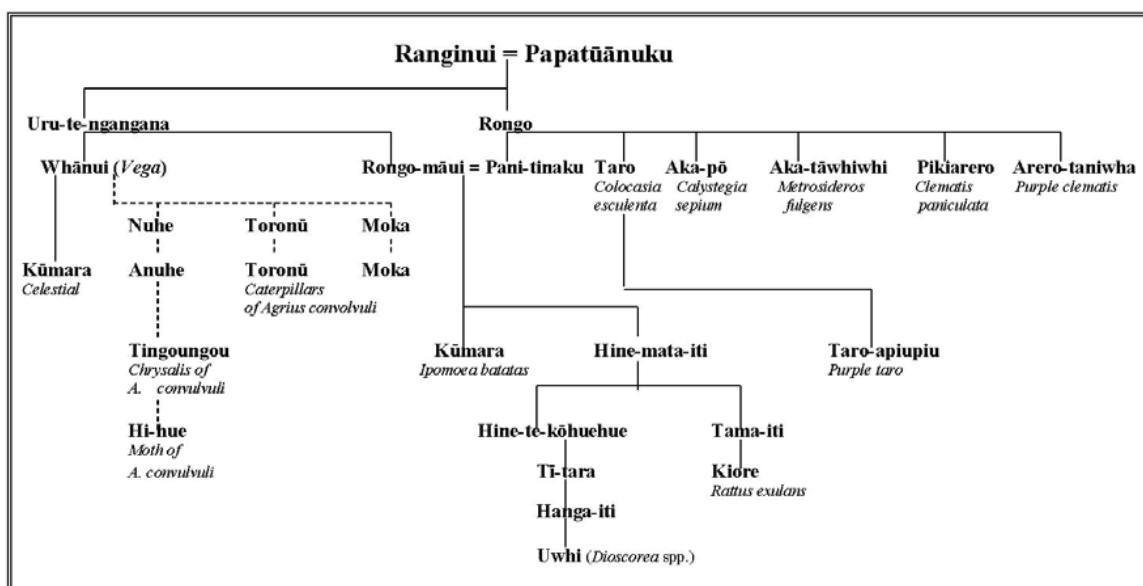 Ranginui = Papatūānuku
Uru-te-ngangana Rongo
Whānui (Vega) Rongo-māui = Pani-tinaku Taro Aka-pō Aka-tāwhiwhi Pikiarero Arero-taniwha
Colocasia Calystegia Metrosideros Clematis Purple clematis
esculenta sepium fulgens paniculata
Nuhe Toronū Moka
Kūmara Anuhe Toronū Moka
Celestial Caterpillars
of Agrius convolvuli
Tingoungou Kūmara Hine-mata-iti Taro-apiupiu
Chrysalis of Ipomoea batatas Purple taro
A. convulvuli
Hi-hue Hine-te-kōhuehue Tama-iti
Moth of
A. convulvuli Tī-tara Kiore
Rattus exulans
Hanga-iti
Uwhi (Dioscorea spp.)